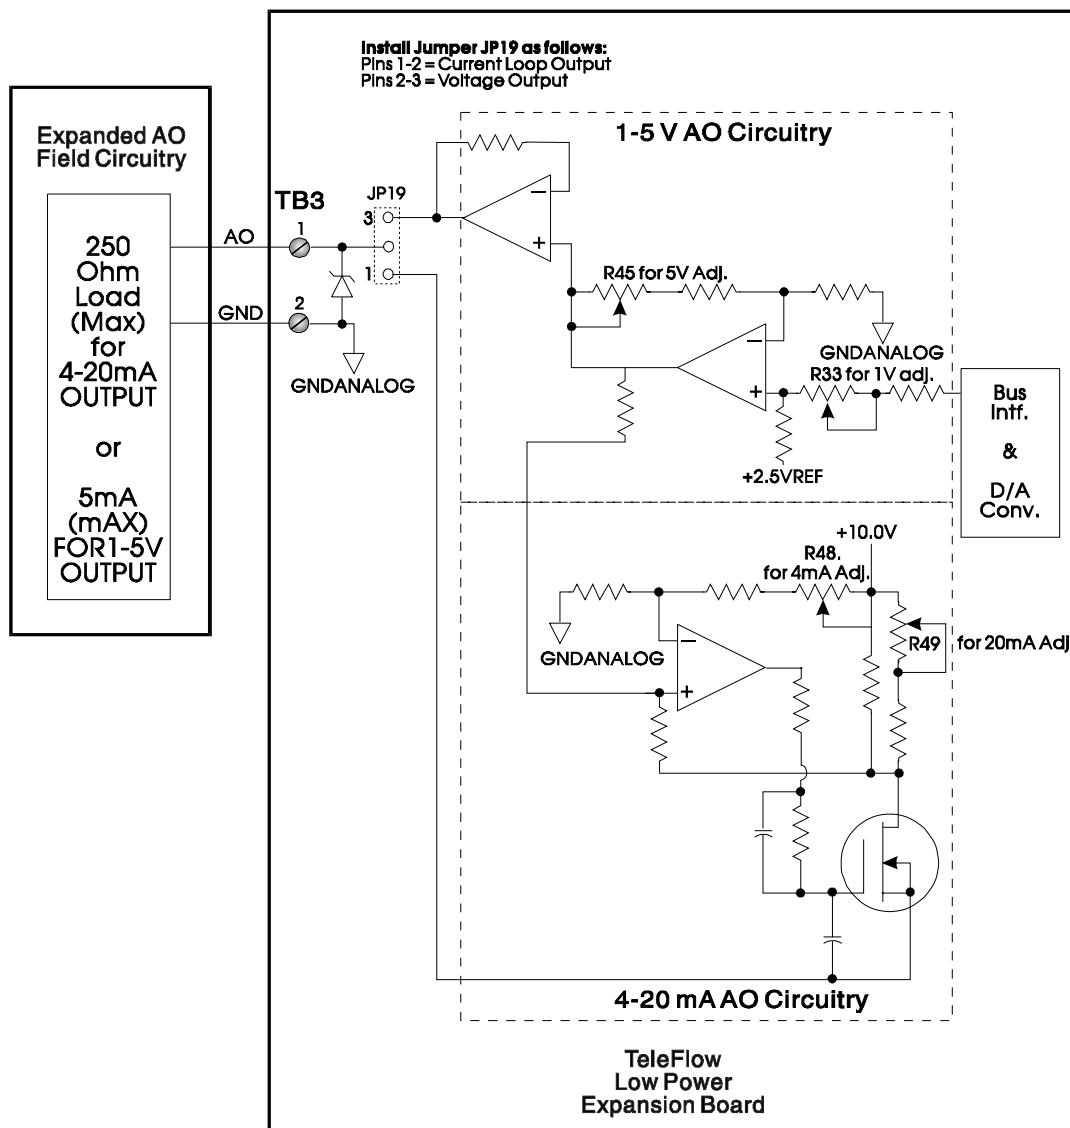 Install Jumper JP19 as follows:
Pins 1-2 = Current Loop Output
Pins 2-3 = Voltage Output
Expanded AO
Field Circuitry
250
Ohm
Load
(Max)
for
4-20mA
OUTPUT
or
5mA
(mAX)
FOR1-5V
OUTPUT
AO
GND
TB3
1
2
GNDANALOG
JP19
3
1
1-5 V AO Circuitry
−
+
R45 for 5V Adj.
−
+
GNDANALOG
R33 for 1V adj.
+2.5VREF
Bus
Intf.
&
D/A
Conv.
+10.0V
R48.
for 4mA Adj.
R49 for 20mA Adj
GNDANALOG
−
+
4-20 mA AO Circuitry
TeleFlow
Low Power
Expansion Board